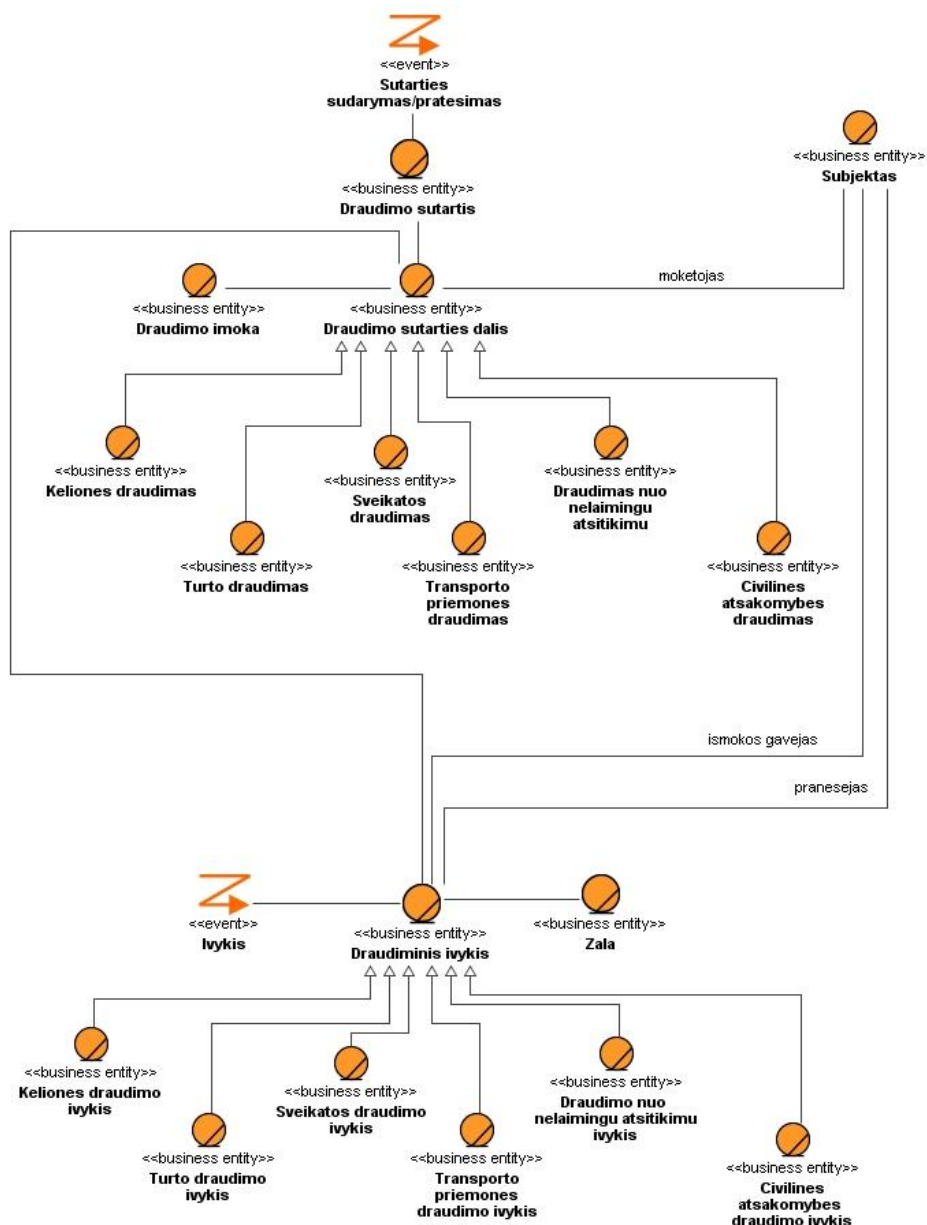 <<event>>
Sutarties
sudarymas/pratesimas
<<business entity>>
Subjektas
<<business entity>>
Draudimo sutartis
moketojas
<<business entity>>
Draudimo imoka
<<business entity>>
Draudimo sutarties dalis
<<business entity>>
Keliones draudimas
<<business entity>>
Sveikatos
draudimas
<<business entity>>
Draudimas nuo
nelaimingu
atsitikimu
<<business entity>>
Turto draudimas
<<business entity>>
Transporto
priemones
draudimas
<<business entity>>
Civilines
atsakomybes
draudimas
ismokos gavejas
pranesejas
<<event>>
Ivykis
<<business entity>>
Draudiminis ivykis
<<business entity>>
Zala
<<business entity>>
Keliones draudimo
ivykis
<<business entity>>
Sveikatos draudimo
ivykis
<<business entity>>
Draudimo nuo
nelaimingu atsitikimu
ivykis
<<business entity>>
Turto draudimo
ivykis
<<business entity>>
Transporto
priemones
draudimo ivykis
<<business entity>>
Civilines
atsakomybes
draudimo ivykis